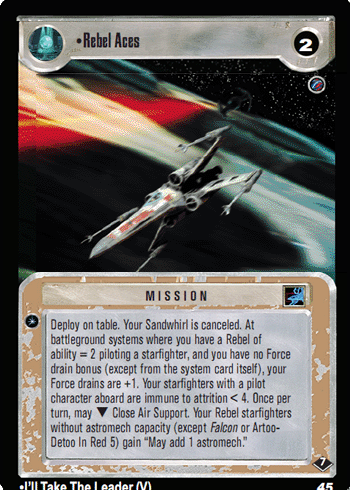 •Rebel Aces
2
MISSION
Deploy on table. Your Sandwhirl is canceled. At
battleground systems where you have a Rebel of
ability = 2 piloting a starfighter, and you have no Force
drain bonus (except from the system card itself), your
Force drains are +1. Your starfighters with a pilot
character aboard are immune to attrition < 4. Once per
turn, may ▼ Close Air Support. Your Rebel starfighters
without astromech capability (except Falcon or Artoo-
Detoo In Red 5) gain "May add 1 astromech."
7
•I'll Take The Leader (V) 45